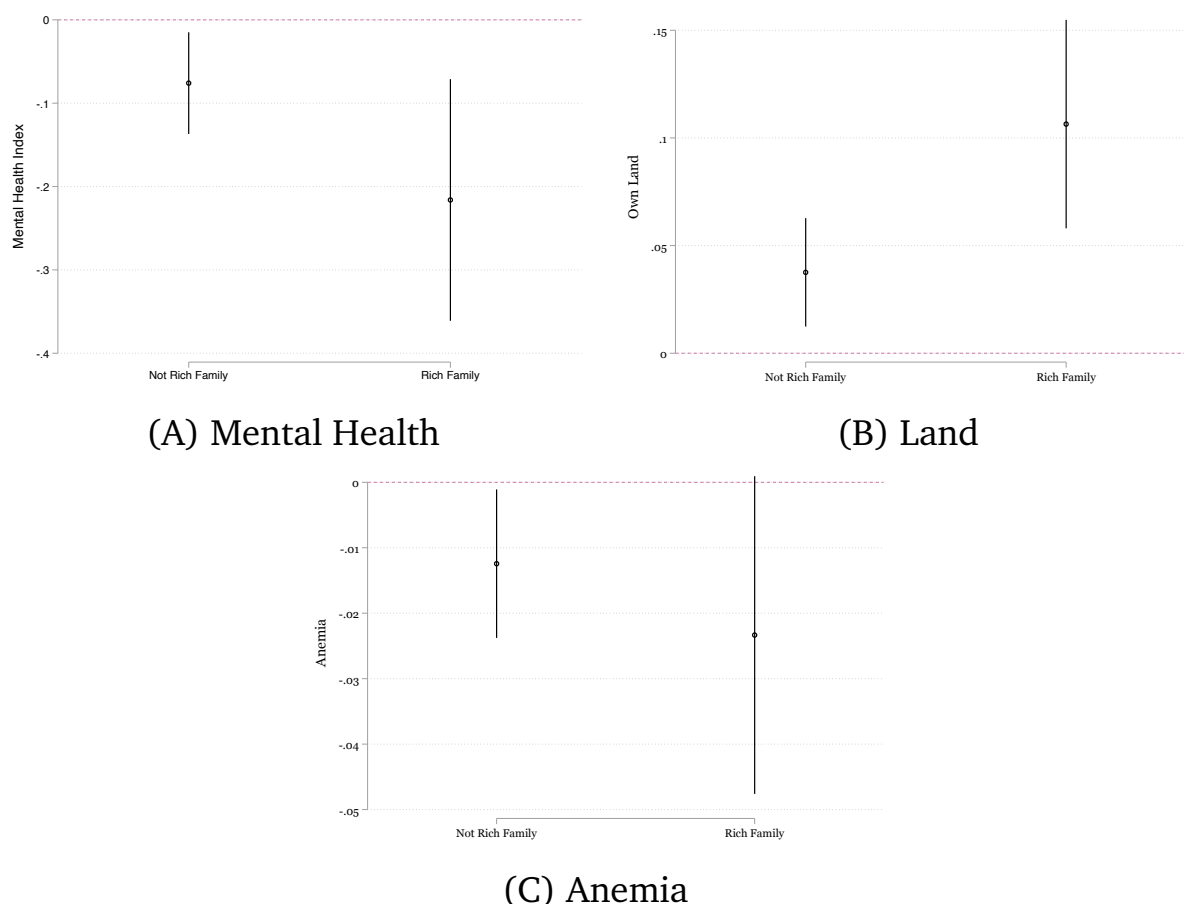 0
-.1
-.2
-.3
-.4
Mental Health Index
Not Rich Family Rich Family
(A) Mental Health
.15
.1
.05
0
Own Land
Not Rich Family Rich Family
(B) Land
0
-.01
-.02
-.03
-.04
-.05
Anemia
Not Rich Family Rich Family
(C) Anemia